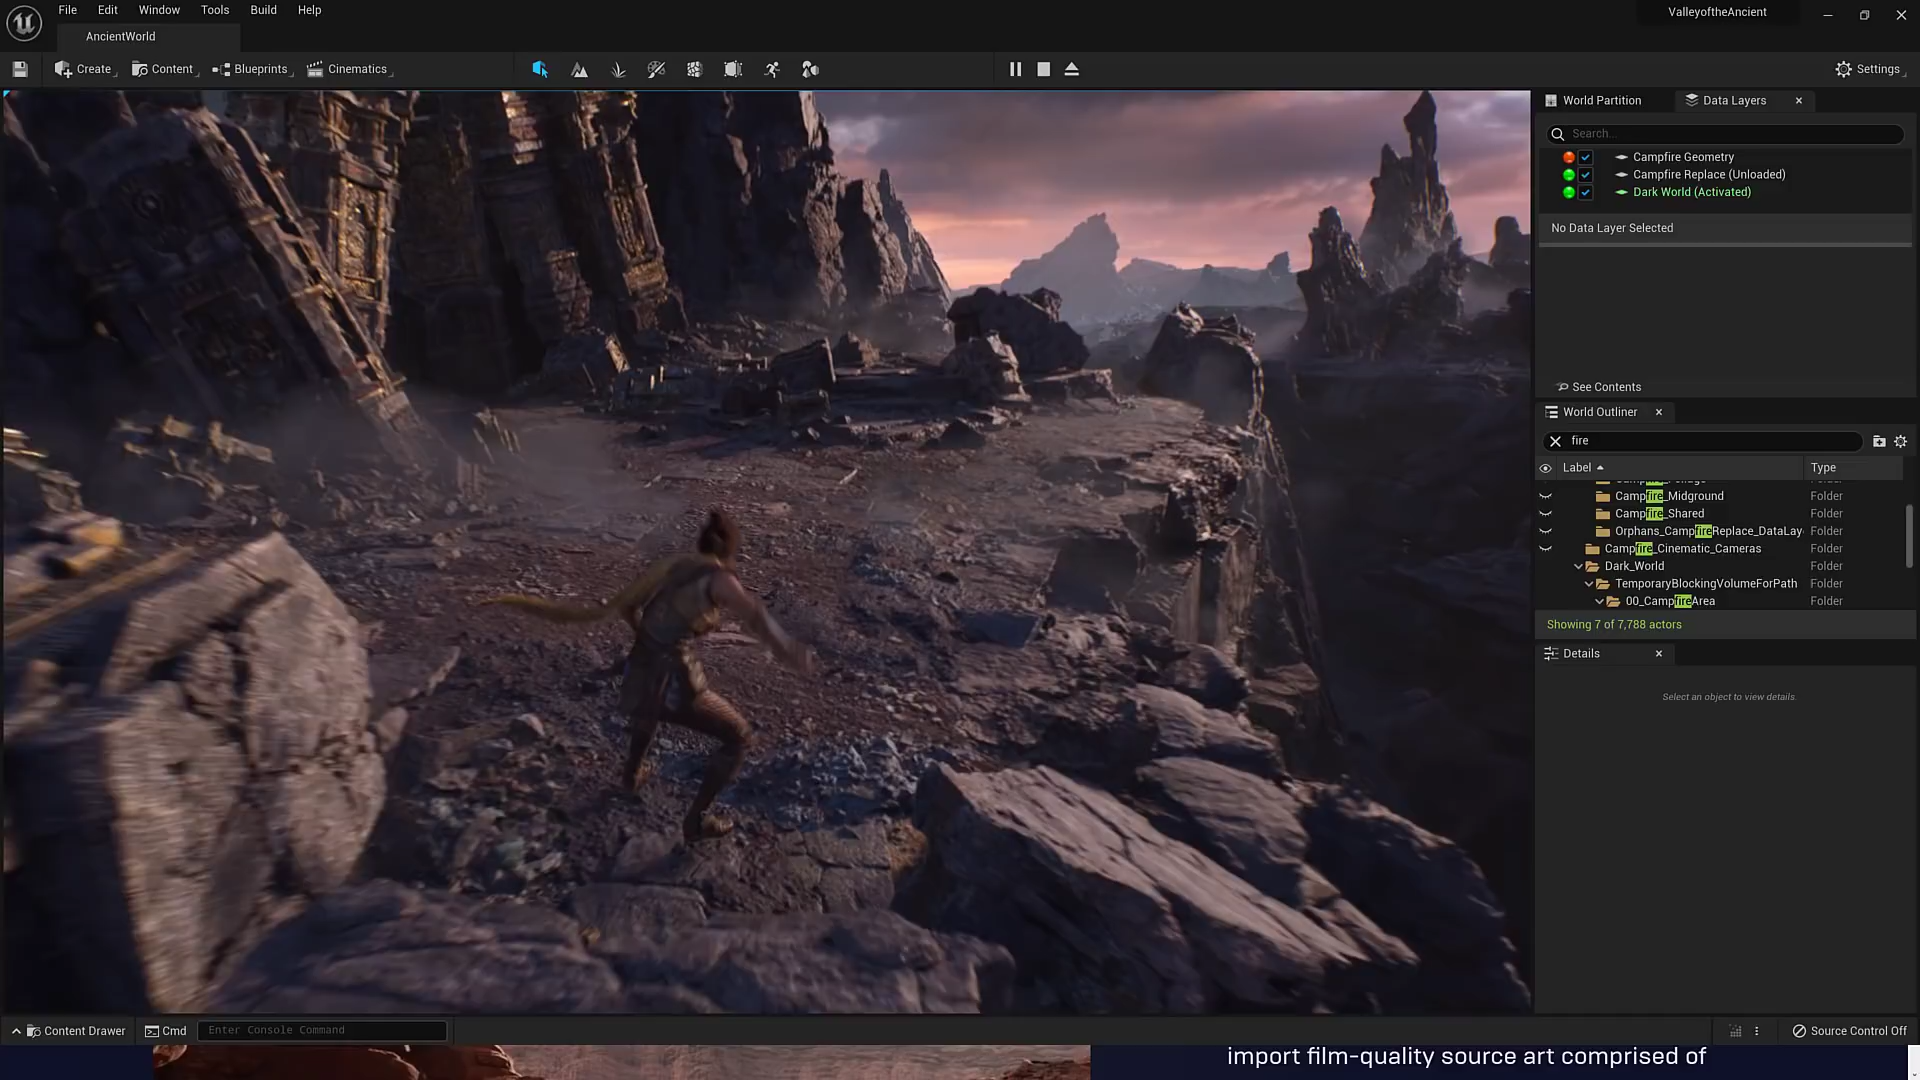 File Edit Window Tools Build Help
ValleyoftheAncient
AncientWorld
Create Content Blueprints Cinematics
Settings
World Partition Data Layers
Search...
Campfire Geometry
Campfire Replace (Unloaded)
Dark World (Activated)
No Data Layer Selected
See Contents
World Outliner
fire
Label Type
Campfire_Midground Folder
Campfire_Shared Folder
Orphans_CampfireReplace_DataLay Folder
Campfire_Cinematic_Cameras Folder
Dark_World Folder
TemporaryBlockingVolumeForPath Folder
00_CampfireArea Folder
Showing 7 of 7,788 actors
Details
Select an object to view details.
Content Drawer Cmd Enter Console Command
Source Control Off
import film-quality source art comprised of